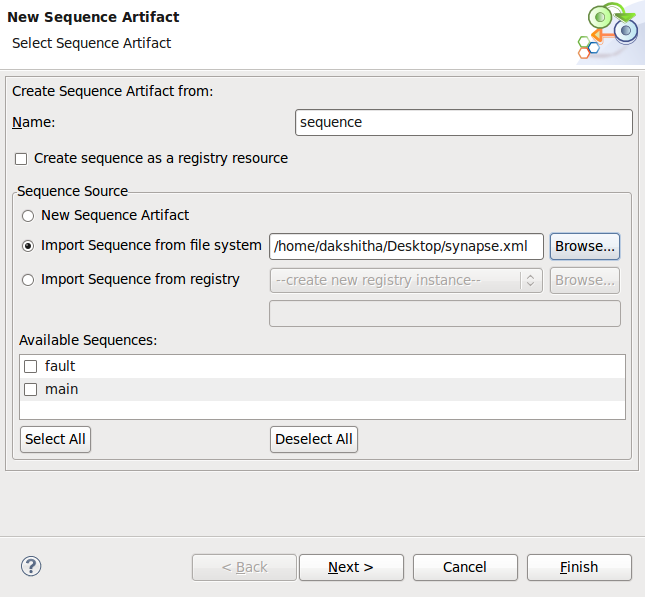 New Sequence Artifact
Select Sequence Artifact
Create Sequence Artifact from:
Name: sequence
Create sequence as a registry resource
Sequence Source
New Sequence Artifact
Import Sequence from file system /home/dakshitha/Desktop/synapse.xml Browse...
Import Sequence from registry --create new registry instance-- Browse...
Available Sequences:
fault
main
Select All Deselect All
? < Back Next > Cancel Finish